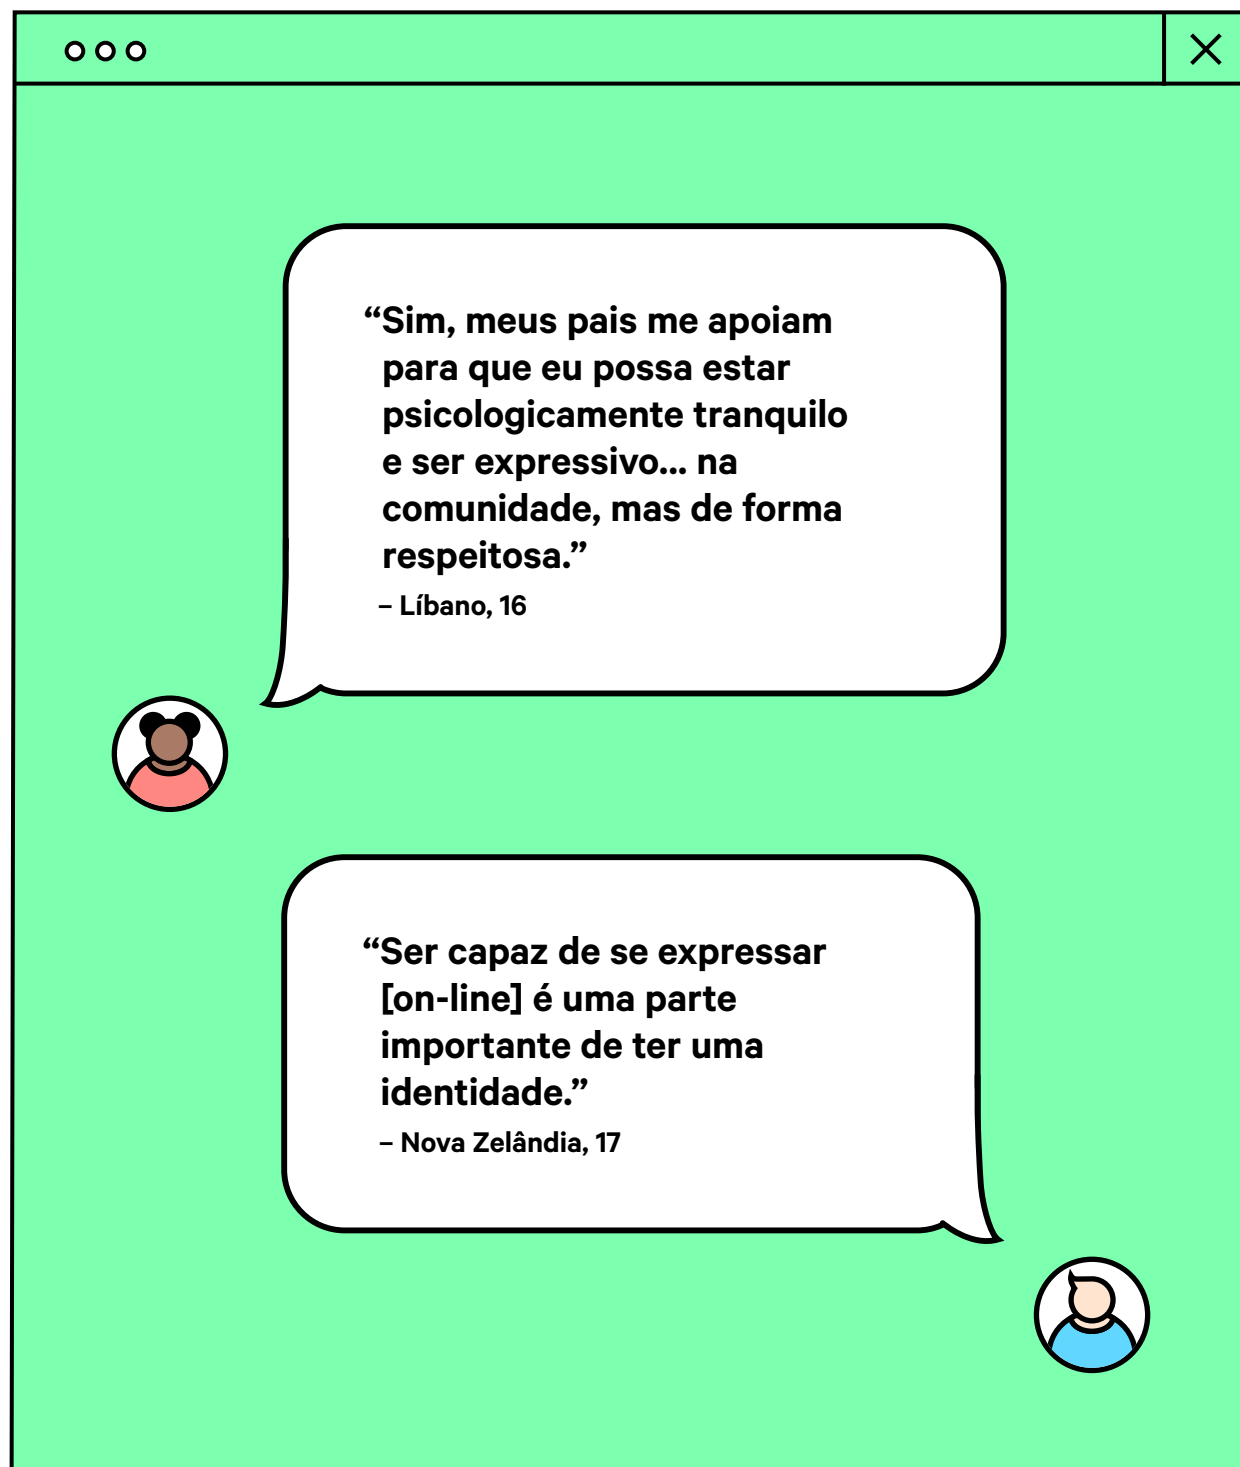 “Sim, meus pais me apoiam
para que eu possa estar
psicologicamente tranquilo
e ser expressivo... na
comunidade, mas de forma
respeitosa.”
– Líbano, 16
“Ser capaz de se expressar
[on-line] é uma parte
importante de ter uma
identidade.”
– Nova Zelândia, 17